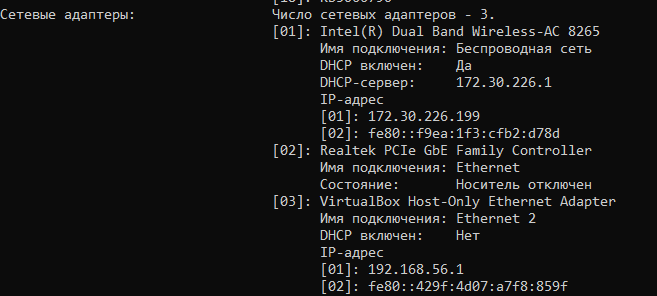 Сетевые адаптеры: Число сетевых адаптеров - 3.
[01]: Intel(R) Dual Band Wireless-AC 8265
Имя подключения: Беспроводная сеть
DHCP включен: Да
DHCP-сервер: 172.30.226.1
IP-адрес
[01]: 172.30.226.199
[02]: fe80::f9ea:1f3:cfb2:d78d
[02]: Realtek PCIe GbE Family Controller
Имя подключения: Ethernet
Состояние: Носитель отключен
[03]: VirtualBox Host-Only Ethernet Adapter
Имя подключения: Ethernet 2
DHCP включен: Нет
IP-адрес
[01]: 192.168.56.1
[02]: fe80::429f:4d07:a7f8:859f